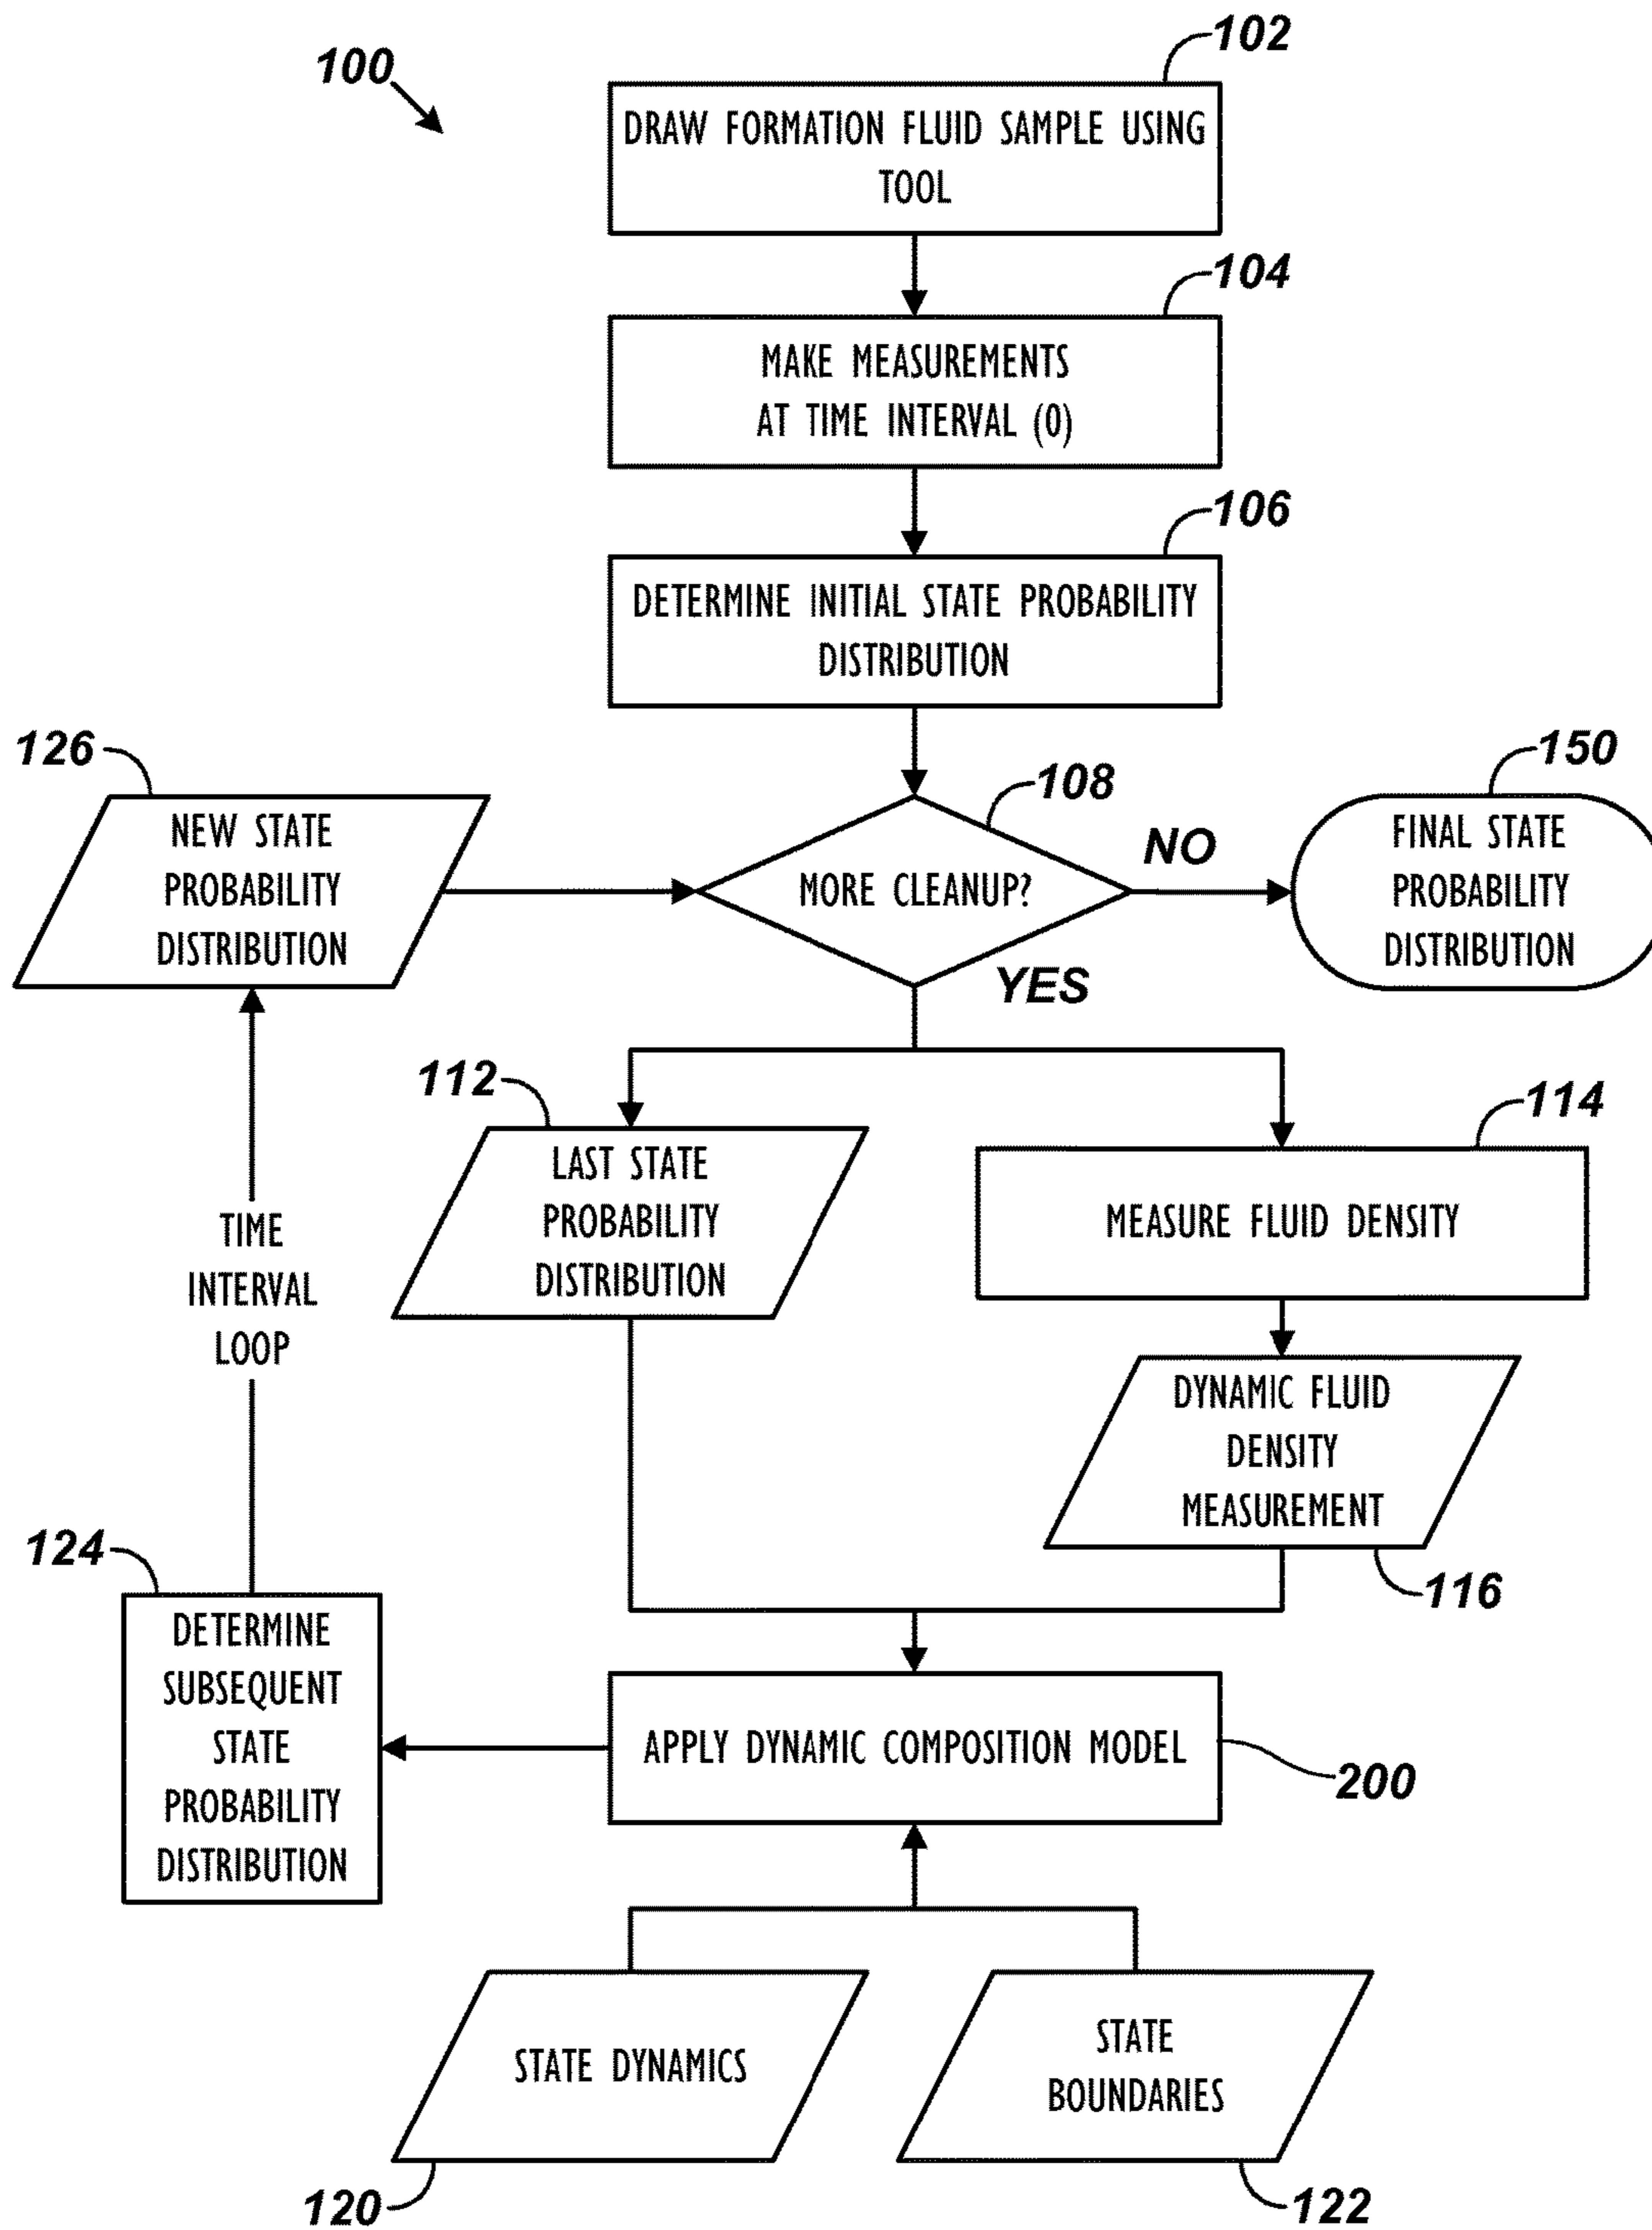 100
102
DRAW FORMATION FLUID SAMPLE USING
TOOL
104
MAKE MEASUREMENTS
AT TIME INTERVAL (0)
106
DETERMINE INITIAL STATE PROBABILITY
DISTRIBUTION
126
NEW STATE
PROBABILITY
DISTRIBUTION
108
MORE CLEANUP?
NO
150
FINAL STATE
PROBABILITY
DISTRIBUTION
YES
112
LAST STATE
PROBABILITY
DISTRIBUTION
114
MEASURE FLUID DENSITY
TIME
INTERVAL
LOOP
DYNAMIC FLUID
DENSITY
MEASUREMENT
116
124
DETERMINE
SUBSEQUENT
STATE
PROBABILITY
DISTRIBUTION
APPLY DYNAMIC COMPOSITION MODEL
200
STATE DYNAMICS
120
STATE
BOUNDARIES
122